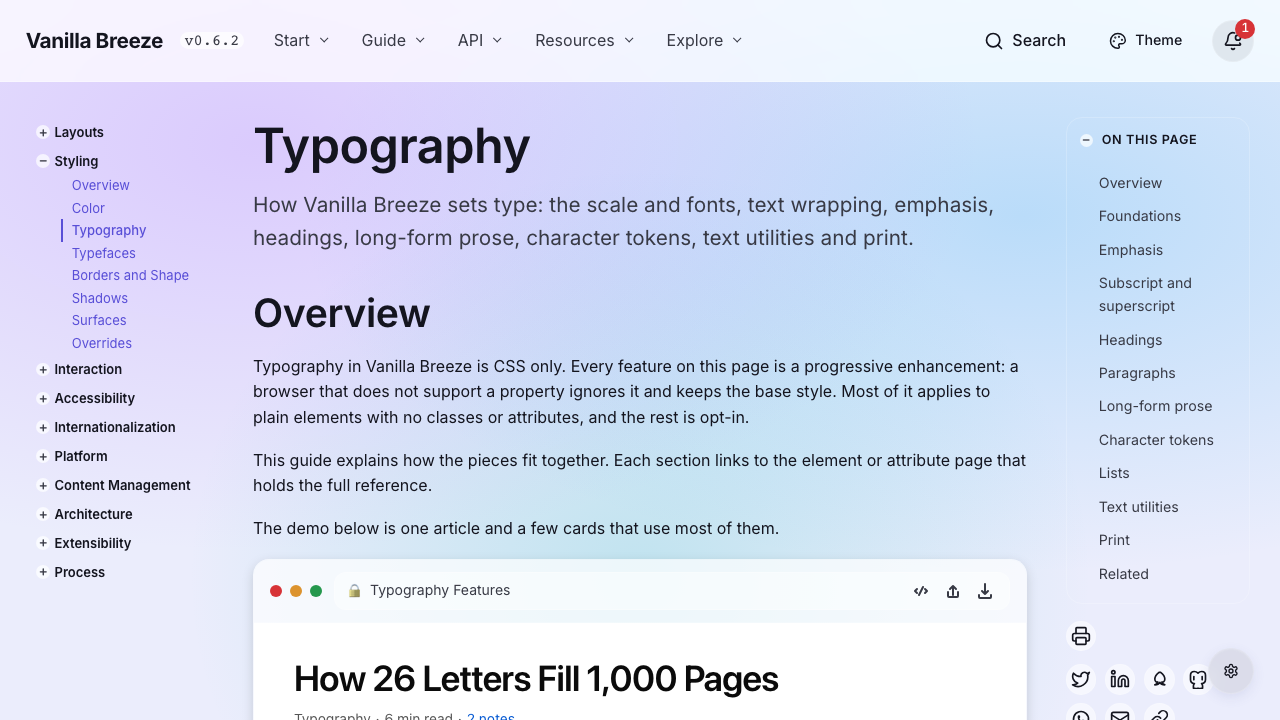 Vanilla Breeze v0.6.2 Start Guide API Resources Explore Search Theme 1
Layouts
Styling
Overview
Color
Typography
Typefaces
Borders and Shape
Shadows
Surfaces
Overrides
Interaction
Accessibility
Internationalization
Platform
Content Management
Architecture
Extensibility
Process
Typography
How Vanilla Breeze sets type: the scale and fonts, text wrapping, emphasis,
headings, long-form prose, character tokens, text utilities and print.
Overview
Typography in Vanilla Breeze is CSS only. Every feature on this page is a progressive enhancement: a
browser that does not support a property ignores it and keeps the base style. Most of it applies to
plain elements with no classes or attributes, and the rest is opt-in.
This guide explains how the pieces fit together. Each section links to the element or attribute page that
holds the full reference.
The demo below is one article and a few cards that use most of them.
Typography Features
How 26 Letters Fill 1,000 Pages
Typography · 6 min read · 2 notes
ON THIS PAGE
Overview
Foundations
Emphasis
Subscript and
superscript
Headings
Paragraphs
Long-form prose
Character tokens
Lists
Text utilities
Print
Related